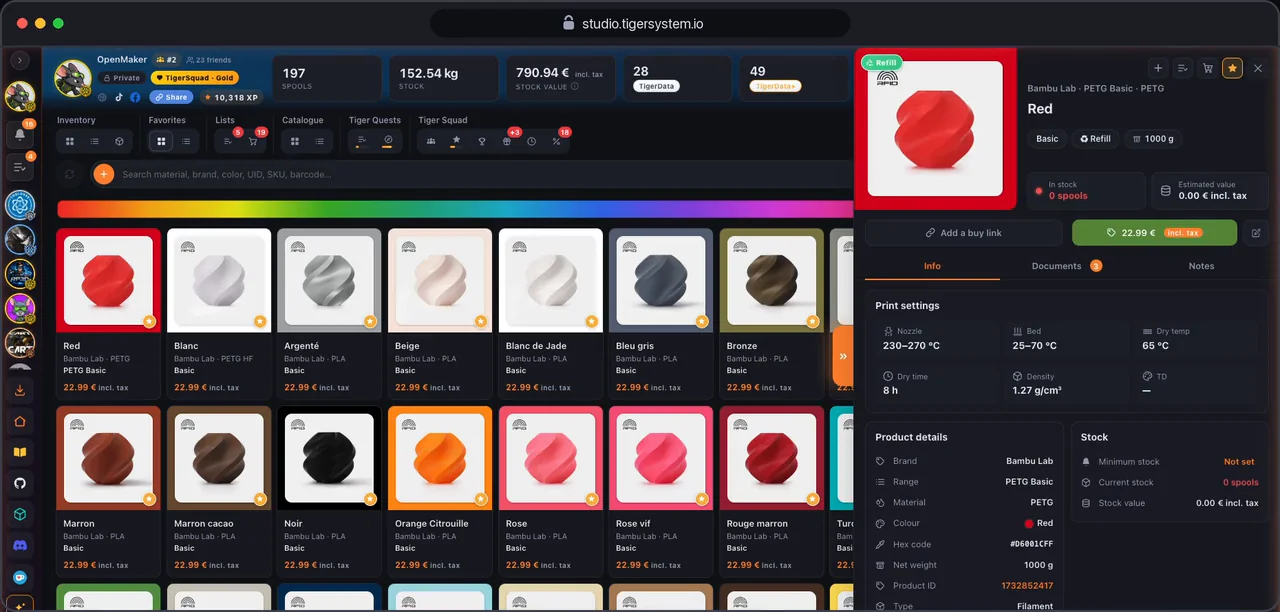 studio.tigersystem.io
OpenMaker #2 23 friends
Private TigerSquad · Gold
Share 10,318 XP
197
SPOOLS
152.54 kg
STOCK
790.94 € incl. tax
STOCK VALUE
28
TigerData
49
TigerData+
16
4
Inventory Favorites Lists Catalogue Tiger Quests Tiger Squad
5 19 +3 18
Search material, brand, color, UID, SKU, barcode...
Red
Bambu Lab · PETG
PETG Basic
22.99 € incl. tax
Blanc
Bambu Lab · PETG HF
Basic
22.99 € incl. tax
Argenté
Bambu Lab · PLA
Basic
22.99 € incl. tax
Beige
Bambu Lab · PLA
Basic
22.99 € incl. tax
Blanc de Jade
Bambu Lab · PLA
Basic
22.99 € incl. tax
Bleu gris
Bambu Lab · PLA
Basic
22.99 € incl. tax
Bronze
Bambu Lab · PLA
Basic
22.99 € incl. tax
»
Marron
Bambu Lab · PLA
Basic
22.99 € incl. tax
Marron cacao
Bambu Lab · PLA
Basic
22.99 € incl. tax
Noir
Bambu Lab · PLA
Basic
22.99 € incl. tax
Orange Citrouille
Bambu Lab · PLA
Basic
22.99 € incl. tax
Rose
Bambu Lab · PLA
Basic
22.99 € incl. tax
Rose vif
Bambu Lab · PLA
Basic
22.99 € incl. tax
Rouge marron
Bambu Lab · PLA
Basic
22.99 € incl. tax
Refill
RFID
Bambu Lab · PETG Basic · PETG
Red
Basic Refill 1000 g
In stock
0 spools
Estimated value
0.00 € incl. tax
Add a buy link
22.99 € incl. tax
Info Documents 3 Notes
Print settings
Nozzle
230–270 °C
Bed
25–70 °C
Dry temp
65 °C
Dry time
8 h
Density
1.27 g/cm³
TD
—
Product details
Brand Bambu Lab
Range PETG Basic
Material PETG
Colour Red
Hex code #D6001CFF
Net weight 1000 g
Product ID 1732852417
Type Filament
Stock
Minimum stock Not set
Current stock 0 spools
Stock value 0.00 € incl. tax